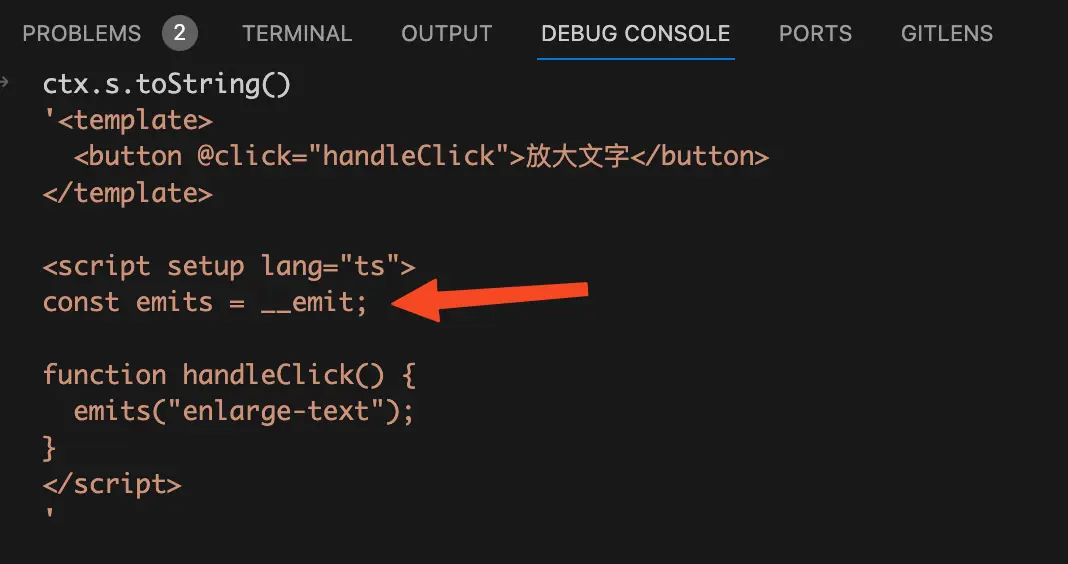 PROBLEMS 2 TERMINAL OUTPUT DEBUG CONSOLE PORTS GITLENS
ctx.s.toString()
'<template>
  <button @click="handleClick">放大文字</button>
</template>
<script setup lang="ts">
const emits = __emit;
function handleClick() {
  emits("enlarge-text");
}
</script>
'